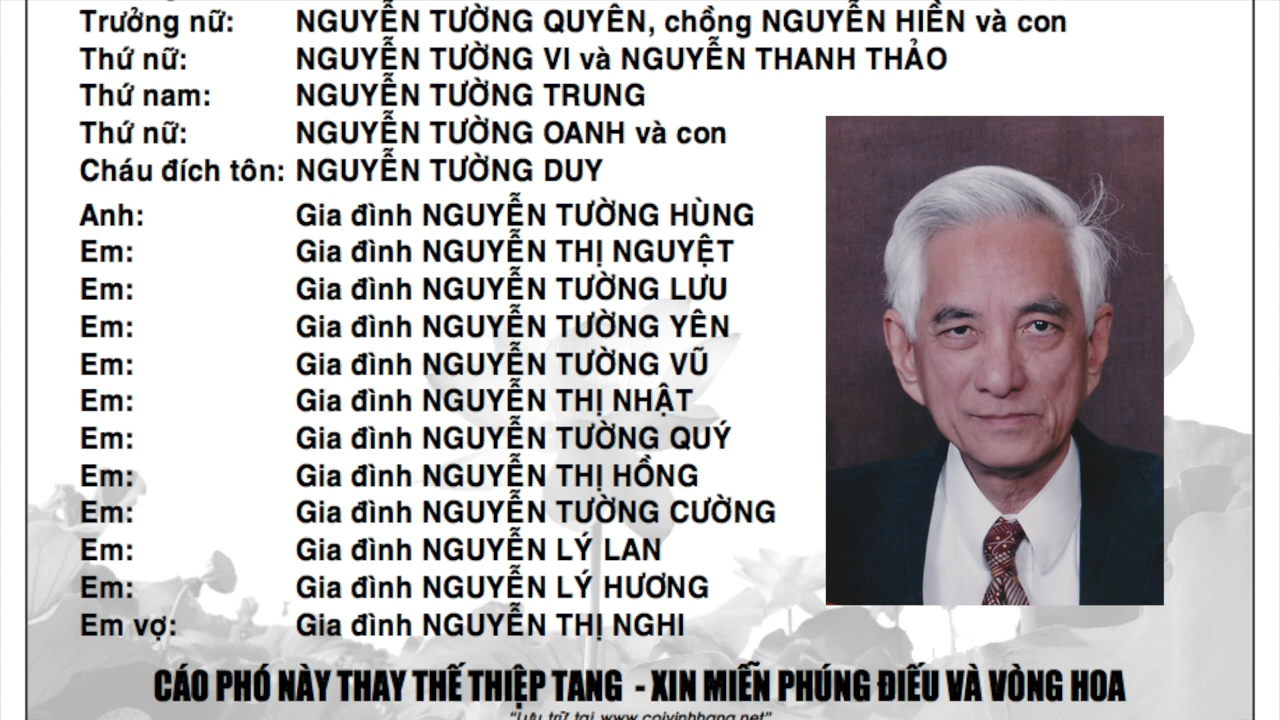 Trưởng nữ: NGUYỄN TƯỜNG QUYÊN, chồng NGUYỄN HIỀN và con
Thứ nữ: NGUYỄN TƯỜNG VI và NGUYỄN THANH THẢO
Thứ nam: NGUYỄN TƯỜNG TRUNG
Thứ nữ: NGUYỄN TƯỜNG OANH và con
Cháu đích tôn: NGUYỄN TƯỜNG DUY
Anh: Gia đình NGUYỄN TƯỜNG HÙNG
Em: Gia đình NGUYỄN THỊ NGUYỆT
Em: Gia đình NGUYỄN TƯỜNG LƯU
Em: Gia đình NGUYỄN TƯỜNG YÊN
Em: Gia đình NGUYỄN TƯỜNG VŨ
Em: Gia đình NGUYỄN THỊ NHẬT
Em: Gia đình NGUYỄN TƯỜNG QUÝ
Em: Gia đình NGUYỄN THỊ HỒNG
Em: Gia đình NGUYỄN TƯỜNG CƯỜNG
Em: Gia đình NGUYỄN LÝ LAN
Em: Gia đình NGUYỄN LÝ HƯƠNG
Em vợ: Gia đình NGUYỄN THỊ NGHI
CÁO PHÓ NÀY THAY THẾ THIỆP TANG - XIN MIỄN PHÚNG ĐIẾU VÀ VÒNG HOA
"Lưu trữ tại www.coivinhhang.net"